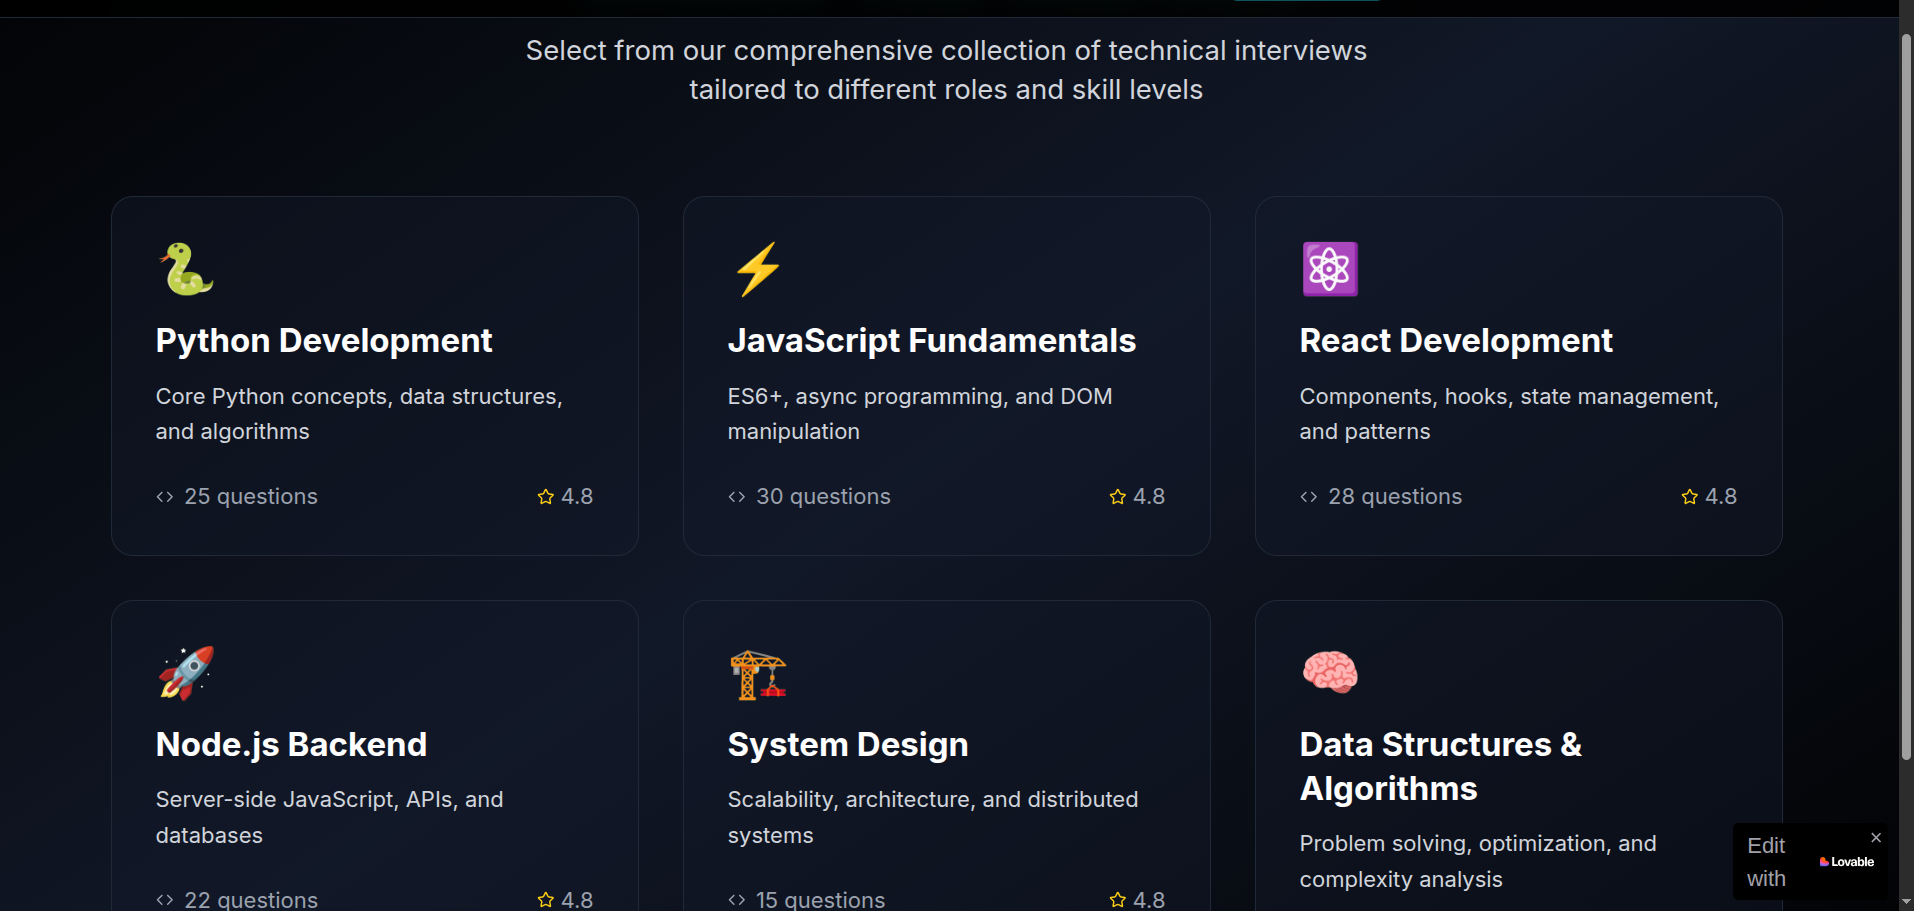 Select from our comprehensive collection of technical interviews
tailored to different roles and skill levels
Python Development
Core Python concepts, data structures,
and algorithms
25 questions
4.8
JavaScript Fundamentals
ES6+, async programming, and DOM
manipulation
30 questions
4.8
React Development
Components, hooks, state management,
and patterns
28 questions
4.8
Node.js Backend
Server-side JavaScript, APIs, and
databases
22 questions
4.8
System Design
Scalability, architecture, and distributed
systems
15 questions
4.8
Data Structures &
Algorithms
Problem solving, optimization, and
complexity analysis
Edit
with
Lovable